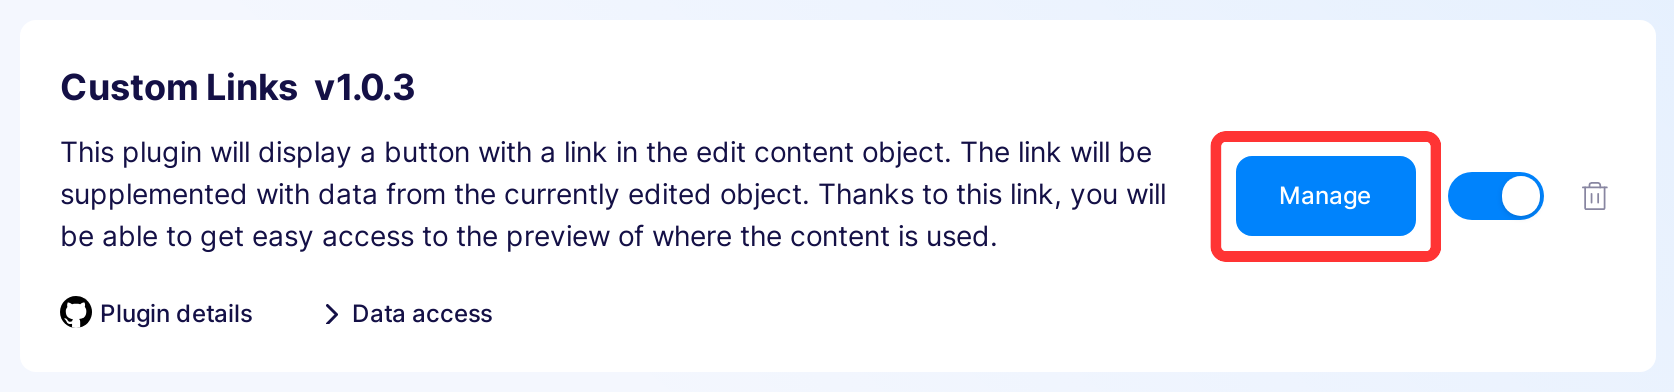 Custom Links v1.0.3
This plugin will display a button with a link in the edit content object. The link will be
supplemented with data from the currently edited object. Thanks to this link, you will
be able to get easy access to the preview of where the content is used.
Manage
Plugin details
Data access